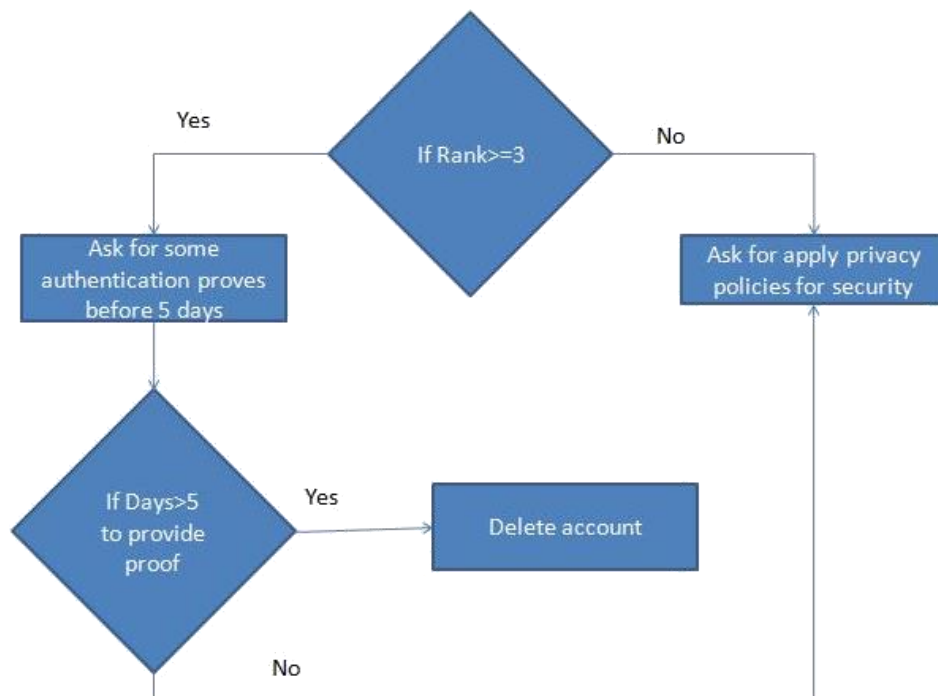 Yes
If Rank>=3
No
Ask for some
authentication proves
before 5 days
Ask for apply privacy
policies for security
If Days>5
to provide
proof
Yes
Delete account
No